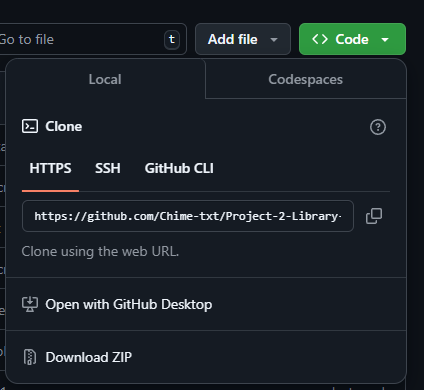 Go to file
t
Add file
Code
Local
Codespaces
Clone
HTTPS
SSH
GitHub CLI
https://github.com/Chime-txt/Project-2-Library-
Clone using the web URL.
Open with GitHub Desktop
Download ZIP